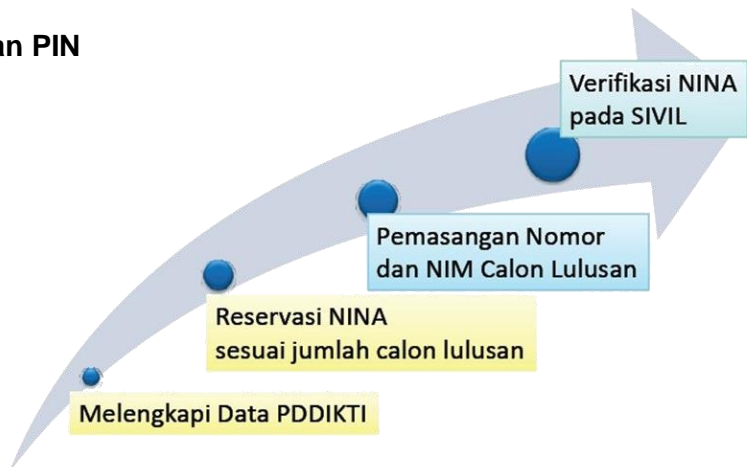 an PIN
Verifikasi NINA
pada SIVIL
Pemasangan Nomor
dan NIM Calon Lulusan
Reservasi NINA
sesuai jumlah calon lulusan
Melengkapi Data PDDIKTI